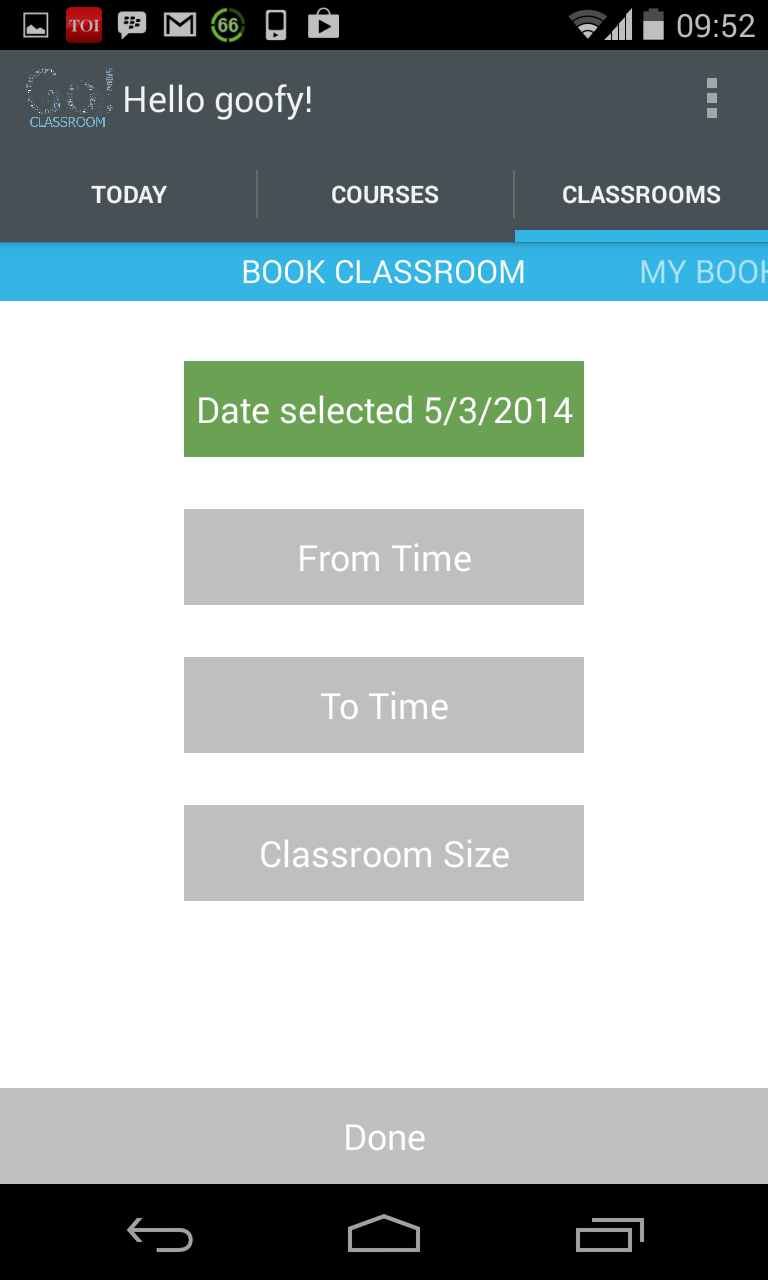 TOI
66
09:52
Go!
CLASSROOM
Hello goofy!
TODAY
COURSES
CLASSROOMS
BOOK CLASSROOM
MY BOOK
Date selected 5/3/2014
From Time
To Time
Classroom Size
Done